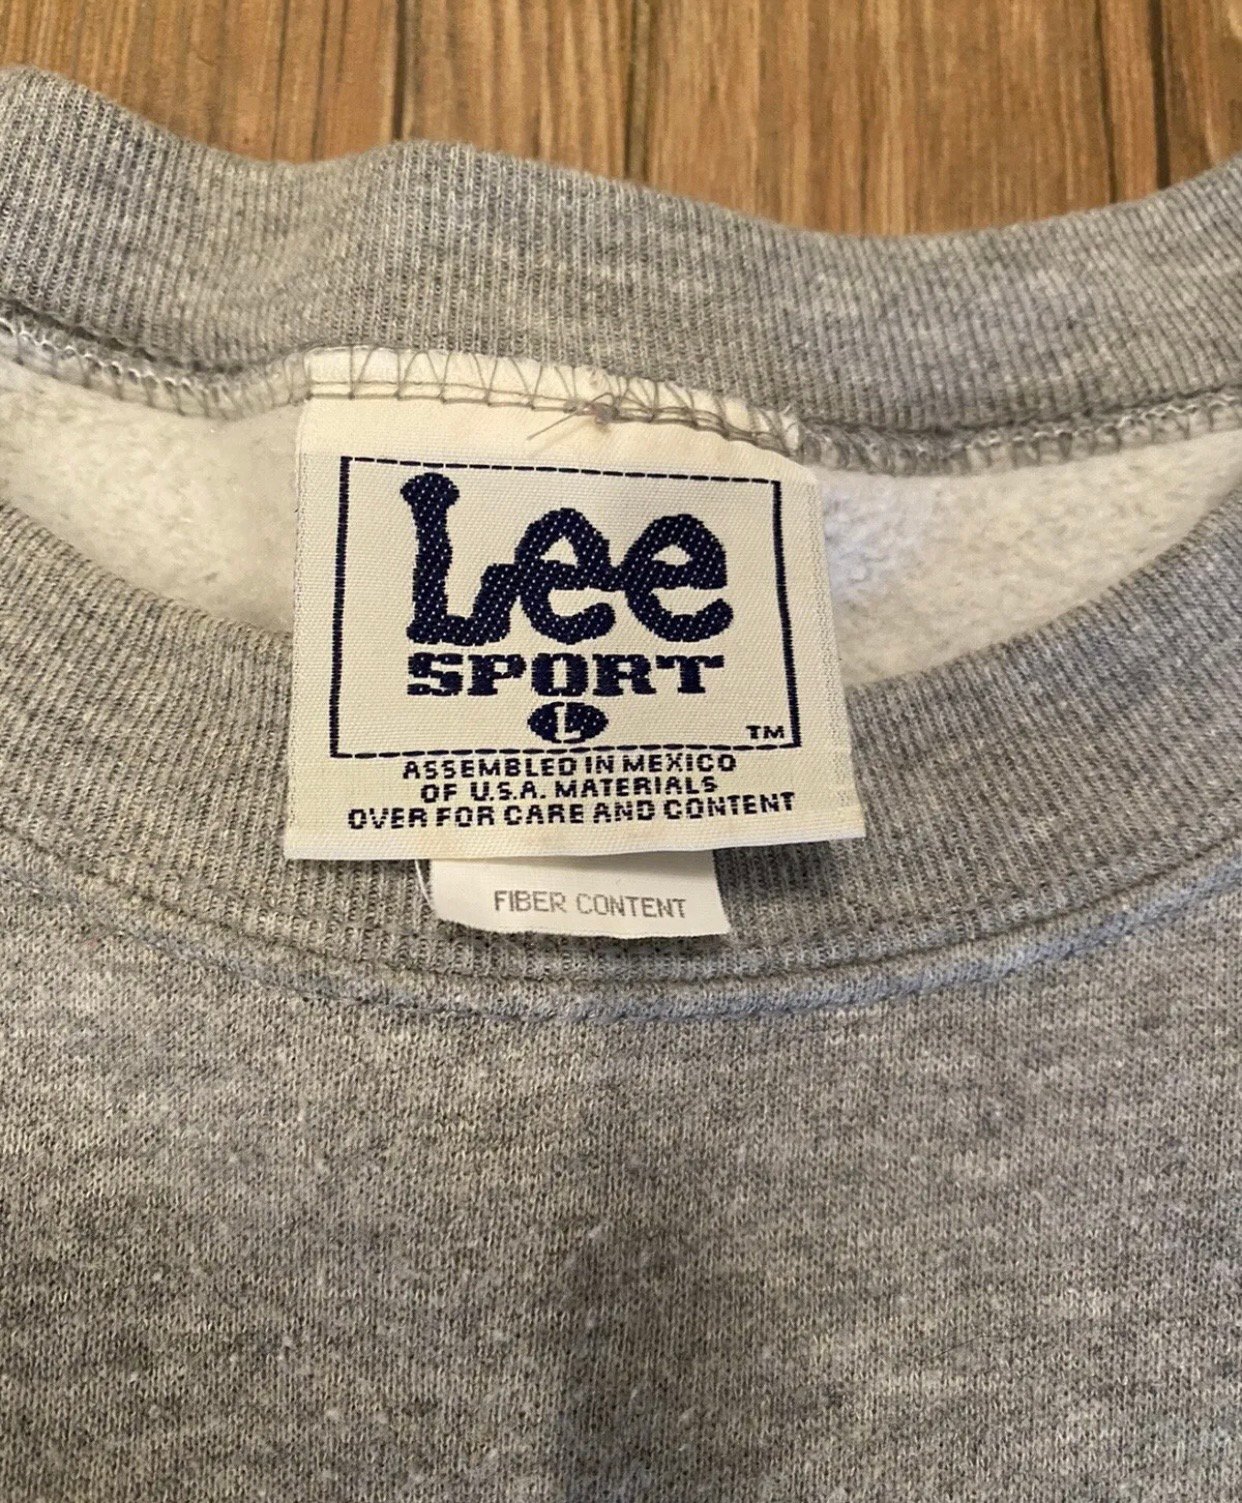 Lee
SPORT
L
TM
ASSEMBLED IN MEXICO
OF U.S.A. MATERIALS
OVER FOR CARE AND CONTENT
FIBER CONTENT